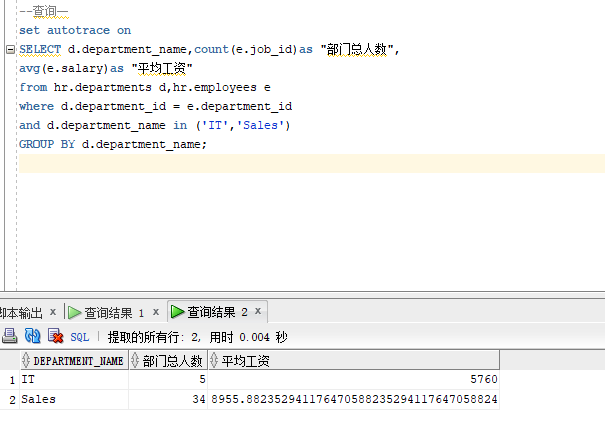 --查询一
set autotrace on
SELECT d.department_name,count(e.job_id)as "部门总人数",
avg(e.salary)as "平均工资"
from hr.departments d,hr.employees e
where d.department_id = e.department_id
and d.department_name in ('IT','Sales')
GROUP BY d.department_name;
脚本输出 x 查询结果 1 x 查询结果 2 x
SQL | 提取的所有行: 2, 用时 0.004 秒
DEPARTMENT_NAME 部门总人数 平均工资
1 IT 5 5760
2 Sales 34 8955.88235294117647058823529411764705824